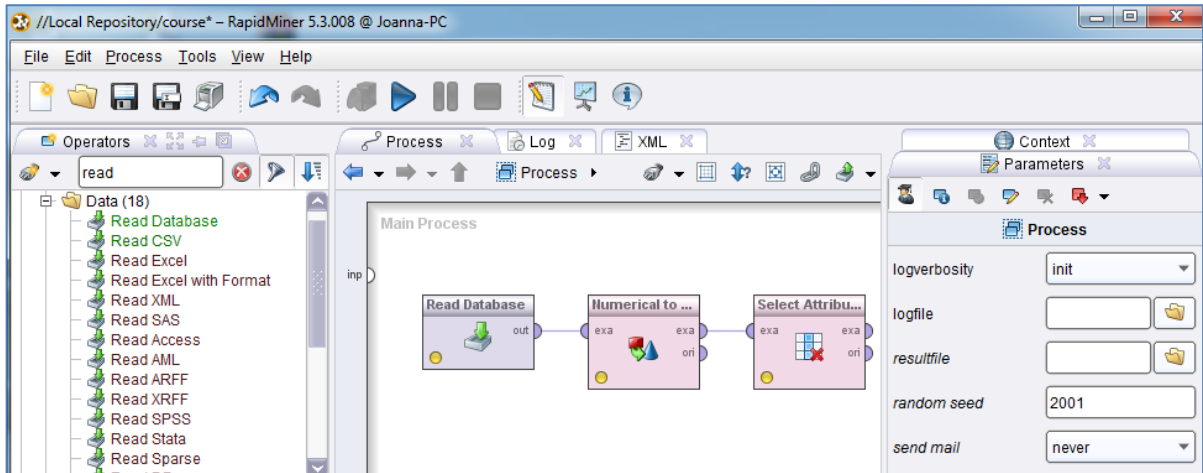 //Local Repository/course* – RapidMiner 5.3.008 @ Joanna-PC
File Edit Process Tools View Help
Operators
read
Data (18)
Read Database
Read CSV
Read Excel
Read Excel with Format
Read XML
Read SAS
Read Access
Read AML
Read ARFF
Read XRFF
Read SPSS
Read Stata
Read Sparse
Process Log XML
Process
Main Process
inp
Read Database Numerical to ... Select Attribu...
out exa exa exa exa
ori ori
Context
Parameters
Process
logverbosity init
logfile
resultfile
random seed 2001
send mail never